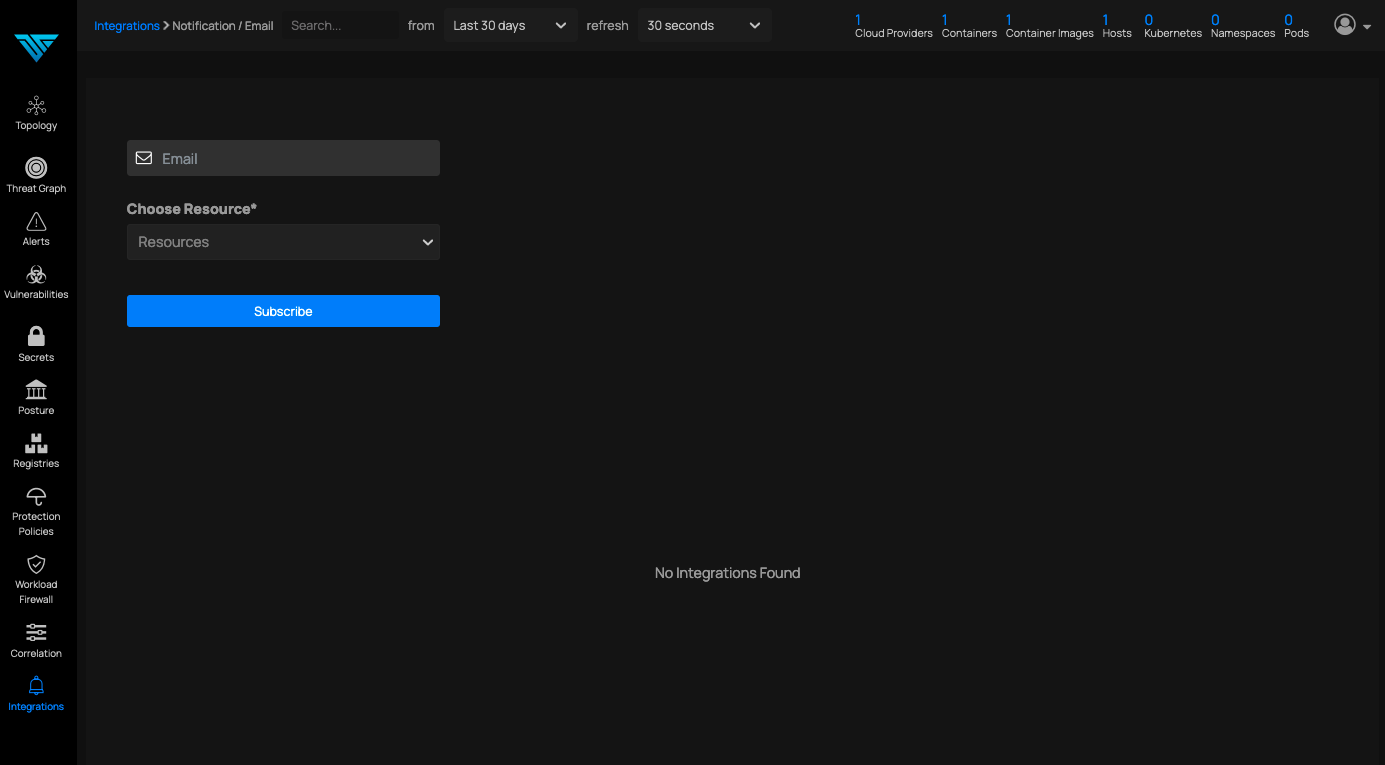 Integrations > Notification / Email Search... from Last 30 days refresh 30 seconds
1 Cloud Providers
1 Containers
1 Container Images
1 Hosts
0 Kubernetes
0 Namespaces
0 Pods
Topology
Threat Graph
Alerts
Vulnerabilities
Secrets
Posture
Registries
Protection
Policies
Workload
Firewall
Correlation
Integrations
Email
Choose Resource*
Resources
Subscribe
No Integrations Found